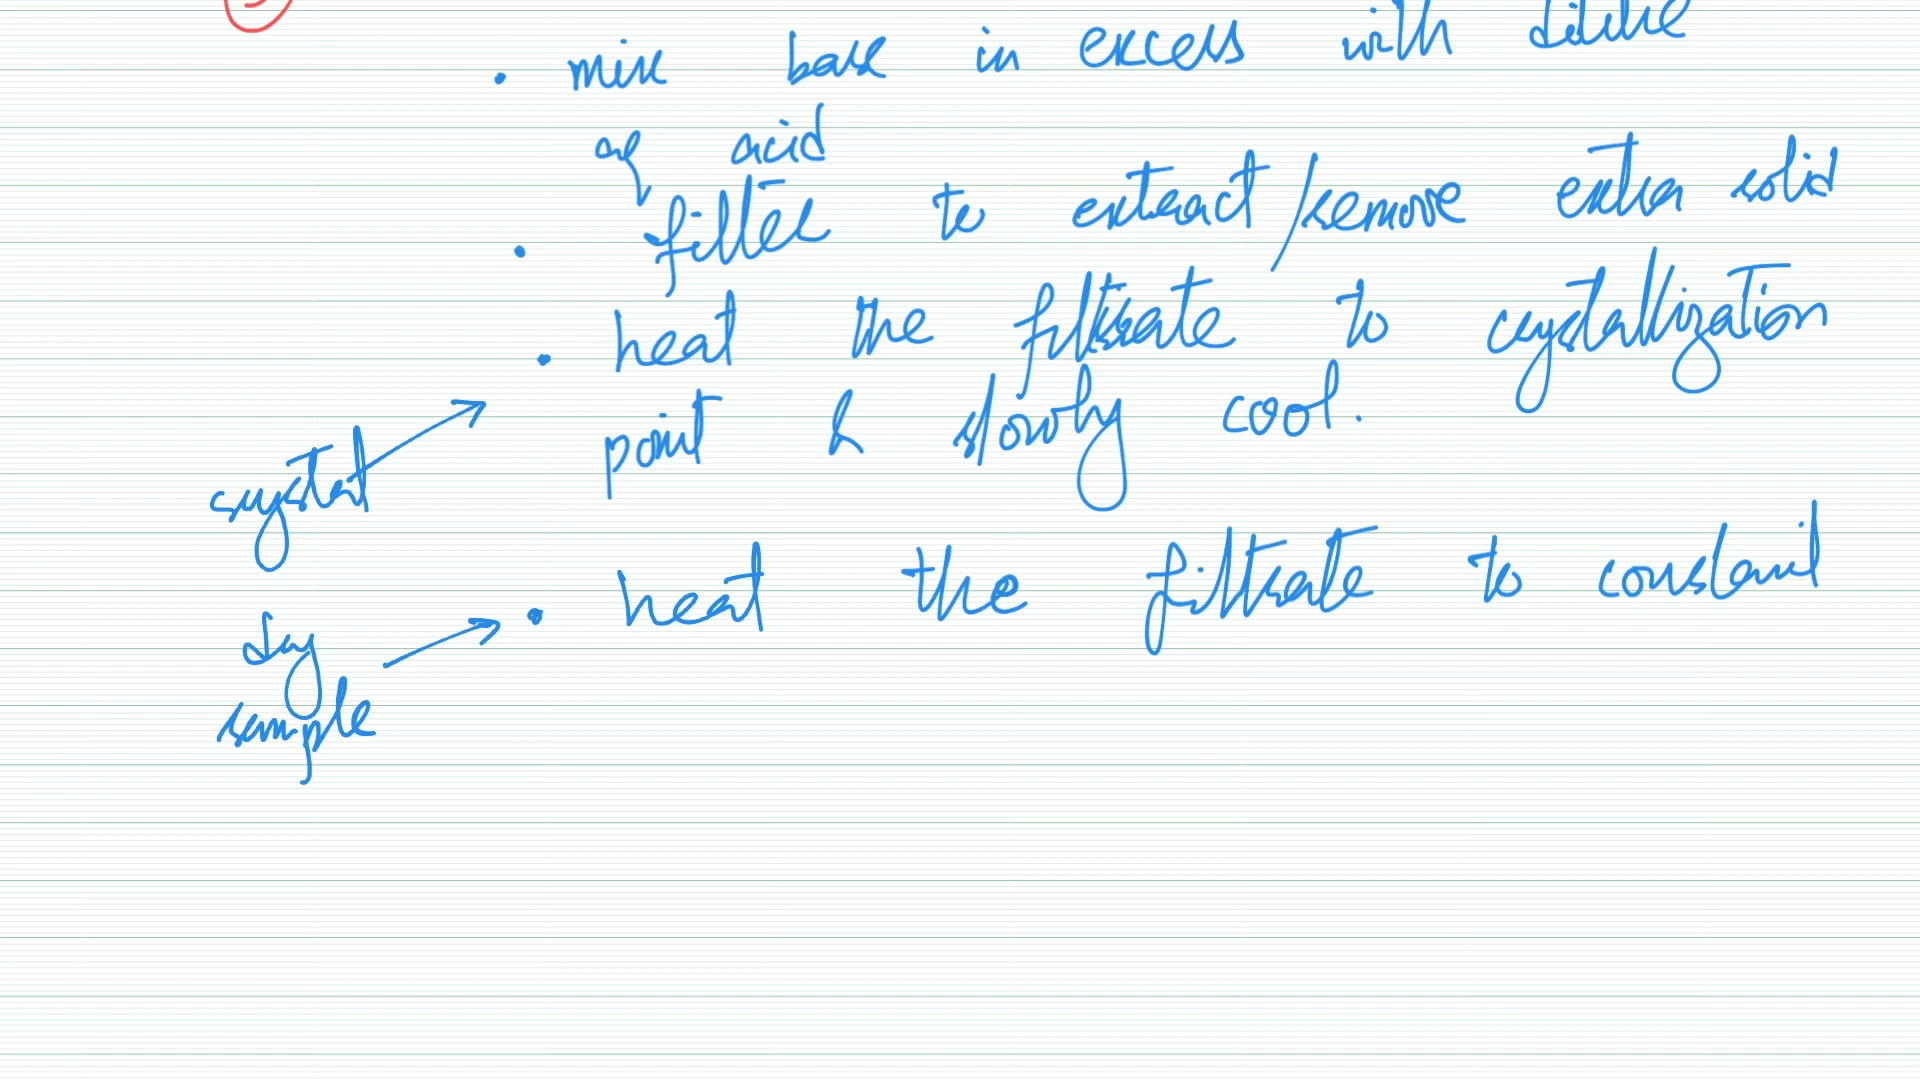 • mix base in excess with dilute
aq acid
• filter to extract/remove extra solid
• heat the filtrate to crystallization
point & slowly cool.
crystal →
• heat the filtrate to constant
dry →
sample